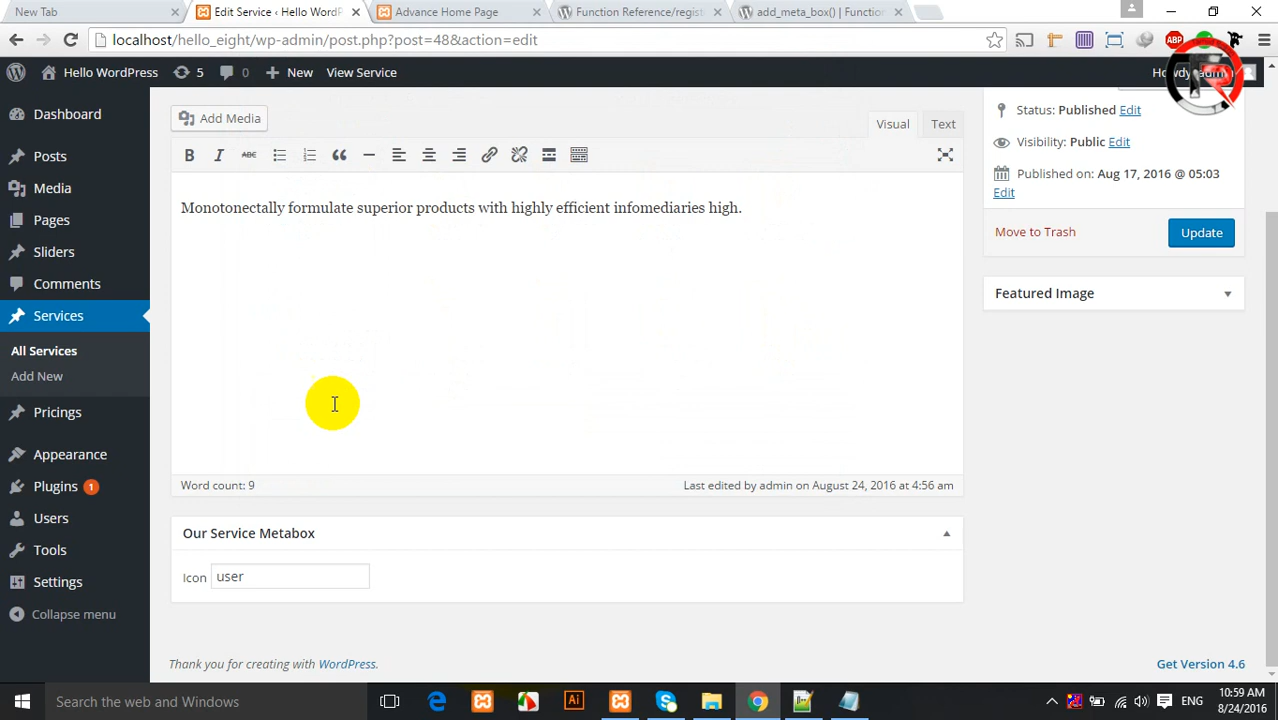 New Tab
Edit Service ‹ Hello WordP
Advance Home Page
Function Reference/regist
add_meta_box() | Function
localhost/hello_eight/wp-admin/post.php?post=48&action=edit
ABP
Hello WordPress
5
0
New
View Service
Howdy, admin
Dashboard
Posts
Media
Pages
Sliders
Comments
Services
All Services
Add New
Pricings
Appearance
Plugins 1
Users
Tools
Settings
Collapse menu
Add Media
Visual
Text
B I ABC
Monotonectally formulate superior products with highly efficient infomediaries high.
Word count: 9
Last edited by admin on August 24, 2016 at 4:56 am
Our Service Metabox
Icon user
Status: Published Edit
Visibility: Public Edit
Published on: Aug 17, 2016 @ 05:03
Edit
Move to Trash
Update
Featured Image
Thank you for creating with WordPress.
Get Version 4.6
Search the web and Windows
Ai
ENG
10:59 AM
8/24/2016